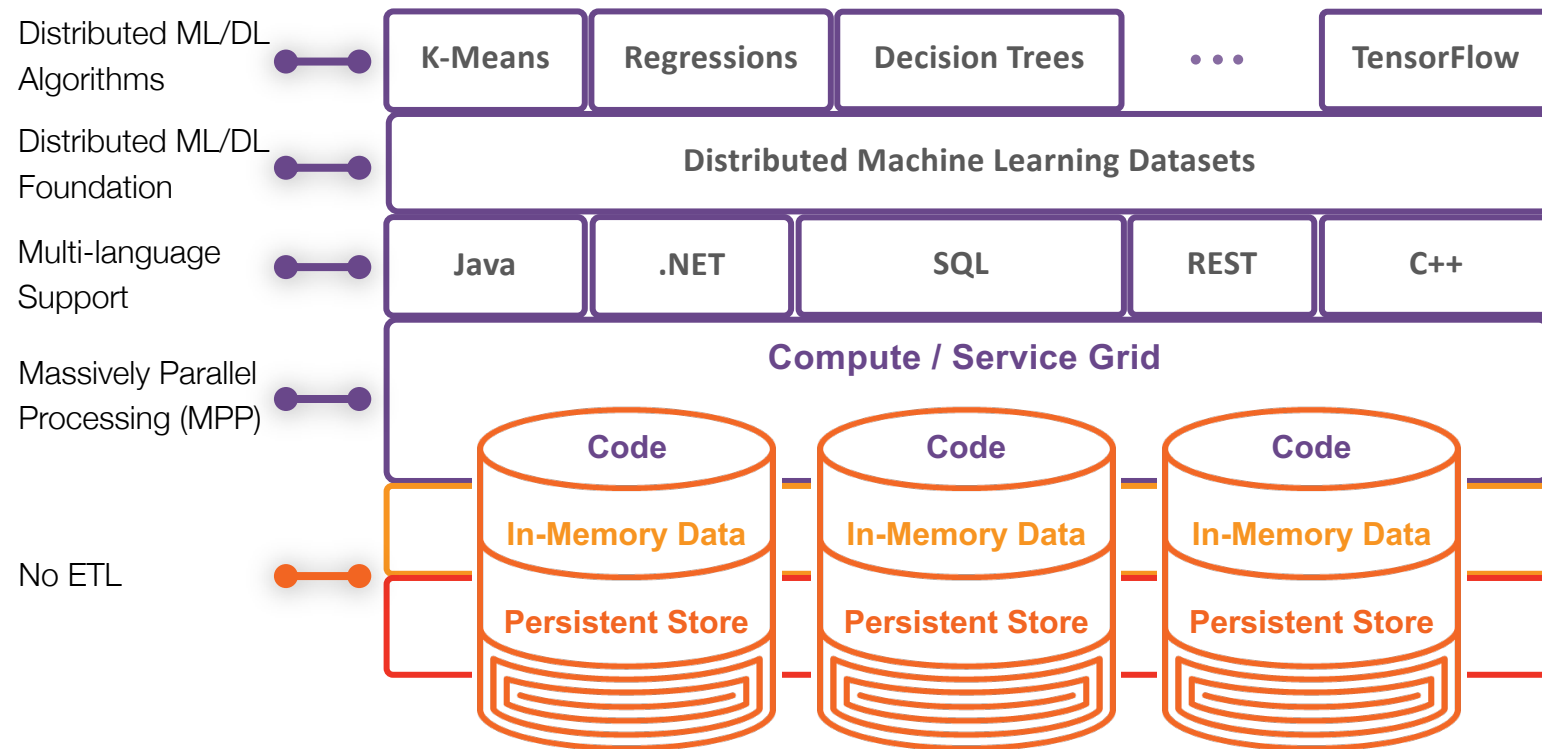 Distributed ML/DL
Algorithms
K-Means
Regressions
Decision Trees
...
TensorFlow
Distributed ML/DL
Foundation
Distributed Machine Learning Datasets
Multi-language
Support
Java
.NET
SQL
REST
C++
Massively Parallel
Processing (MPP)
Compute / Service Grid
Code
Code
Code
No ETL
In-Memory Data
In-Memory Data
In-Memory Data
Persistent Store
Persistent Store
Persistent Store